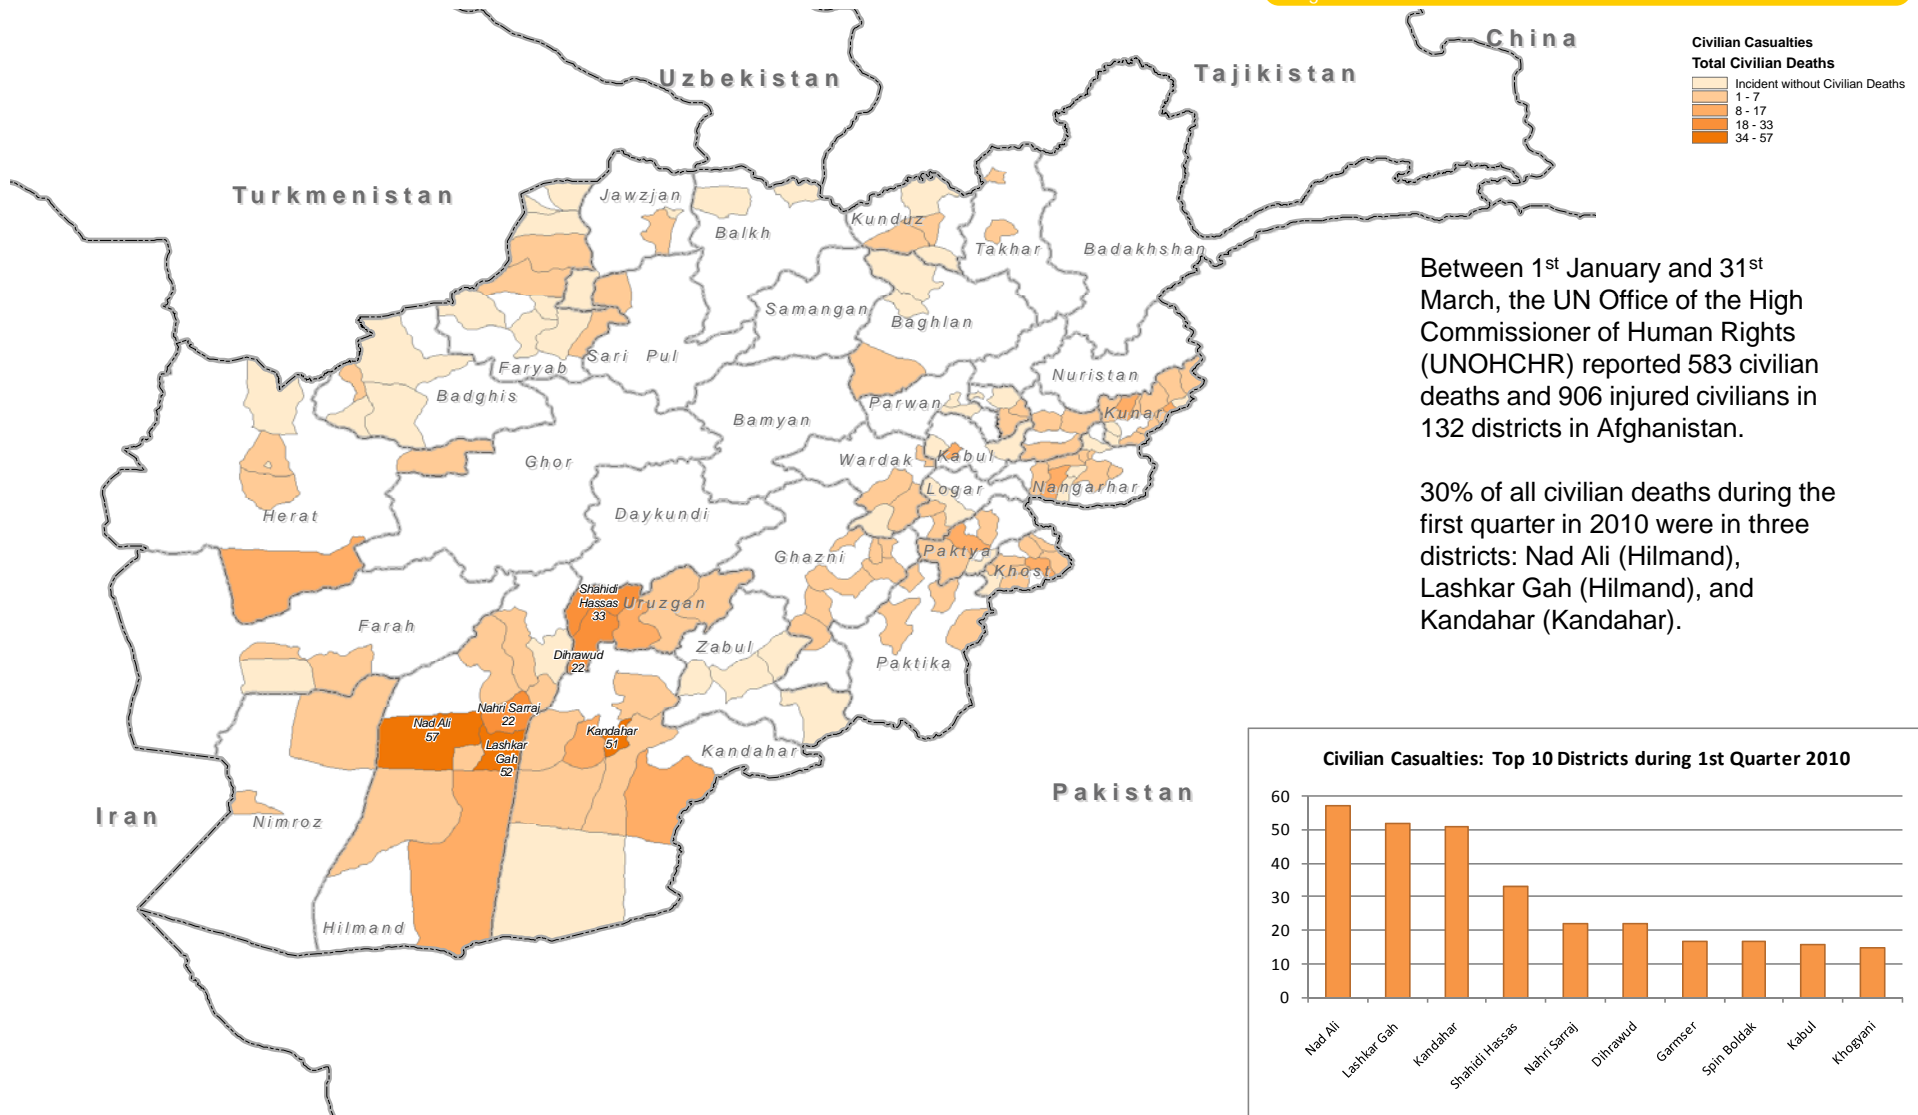 China
Uzbekistan
Tajikistan
Turkmenistan
Civilian Casualties
Total Civilian Deaths
Incident without Civilian Deaths
1 - 7
8 - 17
18 - 33
34 - 57
Jawzjan
Balkh
Kunduz
Takhar
Badakhshan
Samangan
Baghlan
Sari Pul
Faryab
Badghis
Nuristan
Parwan
Kunar
Bamyan
Ghor
Wardak
Kabul
Logar
Nangarhar
Herat
Daykundi
Ghazni
Paktya
Khost
Shahidi
Hassas
33
Uruzgan
Farah
Zabul
Paktika
Dihrawud
22
Nahri Sarraj
22
Nad Ali
57
Lashkar
Gah
52
Kandahar
51
Kandahar
Iran
Nimroz
Pakistan
Hilmand
Between 1st January and 31st
March, the UN Office of the High
Commissioner of Human Rights
(UNOHCHR) reported 583 civilian
deaths and 906 injured civilians in
132 districts in Afghanistan.
30% of all civilian deaths during the
first quarter in 2010 were in three
districts: Nad Ali (Hilmand),
Lashkar Gah (Hilmand), and
Kandahar (Kandahar).
Civilian Casualties: Top 10 Districts during 1st Quarter 2010
60
50
40
30
20
10
0
Nad Ali
Lashkar Gah
Kandahar
Shahidi Hassas
Nahri Sarraj
Dihrawud
Garmser
Spin Boldak
Kabul
Khogyani